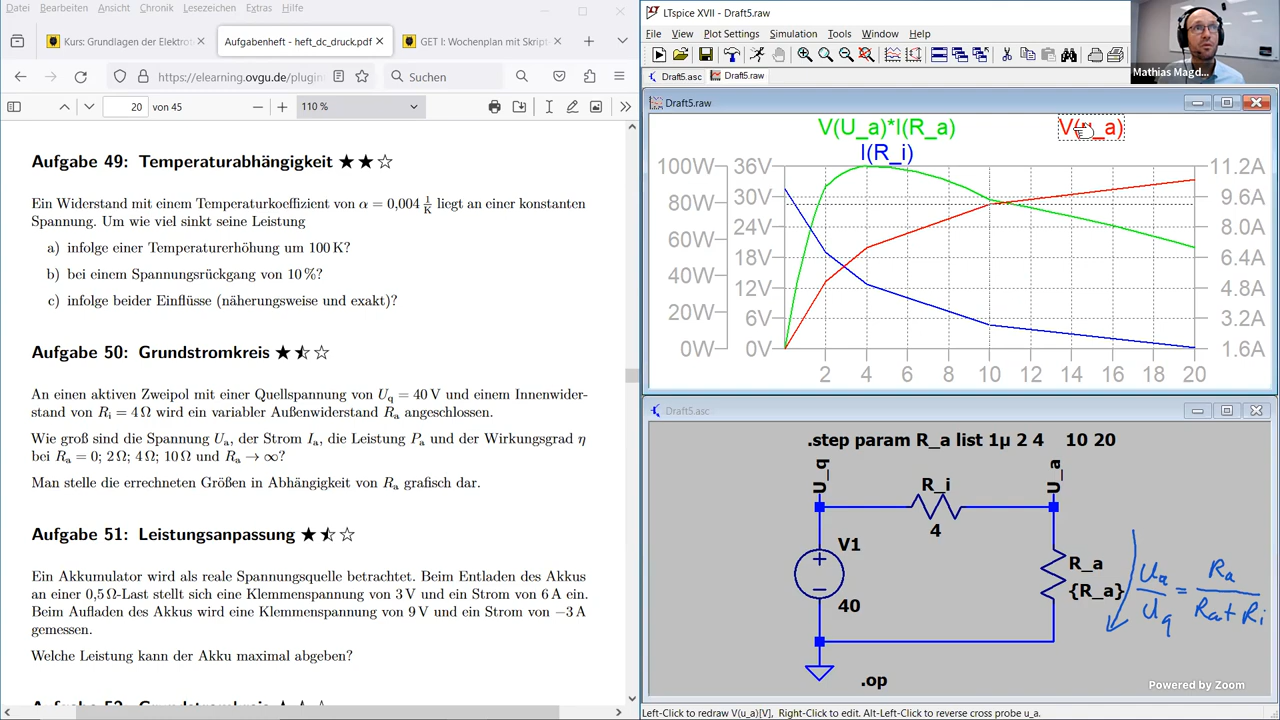 Datei Bearbeiten Ansicht Chronik Lesezeichen Extras Hilfe
Kurs: Grundlagen der Elektrot
Aufgabenheft - heft_dc_druck.pdf
GET I: Wochenplan mit Skript
https://elearning.ovgu.de/plugin
Suchen
20 von 45
110 %
Aufgabe 49: Temperaturabhängigkeit ★★☆
Ein Widerstand mit einem Temperaturkoeffizient von α = 0,004 1/K liegt an einer konstanten
Spannung. Um wie viel sinkt seine Leistung
a) infolge einer Temperaturerhöhung um 100 K?
b) bei einem Spannungsrückgang von 10 %?
c) infolge beider Einflüsse (näherungsweise und exakt)?
Aufgabe 50: Grundstromkreis
An einen aktiven Zweipol mit einer Quellspannung von Uq = 40 V und einem Innenwider-
stand von Ri = 4 Ω wird ein variabler Außenwiderstand Ra angeschlossen.
Wie groß sind die Spannung Ua, der Strom Ia, die Leistung Pa und der Wirkungsgrad η
bei Ra = 0; 2 Ω; 4 Ω; 10 Ω und Ra → ∞?
Man stelle die errechneten Größen in Abhängigkeit von Ra grafisch dar.
Aufgabe 51: Leistungsanpassung
Ein Akkumulator wird als reale Spannungsquelle betrachtet. Beim Entladen des Akkus
an einer 0,5 Ω-Last stellt sich eine Klemmenspannung von 3 V und ein Strom von 6 A ein.
Beim Aufladen des Akkus wird eine Klemmenspannung von 9 V und ein Strom von −3 A
gemessen.
Welche Leistung kann der Akku maximal abgeben?
LTspice XVII - Draft5.raw
File View Plot Settings Simulation Tools Window Help
Draft5.asc Draft5.raw
Mathias Magd...
Draft5.raw
V(U_a)*I(R_a)
I(R_i)
100W 36V 11.2A
30V 9.6A
80W
24V 8.0A
60W
18V 6.4A
40W
12V 4.8A
20W
6V 3.2A
0W 0V 1.6A
2 4 6 8 10 12 14 16 18 20
Draft5.asc
.step param R_a list 1µ 2 4 10 20
U_q
R_i
4
U_a
V1
40
R_a
{R_a}
Ua/Uq = Ra/(Ra + Ri)
.op
Powered by Zoom
Left-Click to redraw V(u_a)[V], Right-Click to edit. Alt-Left-Click to reverse cross probe u_a.